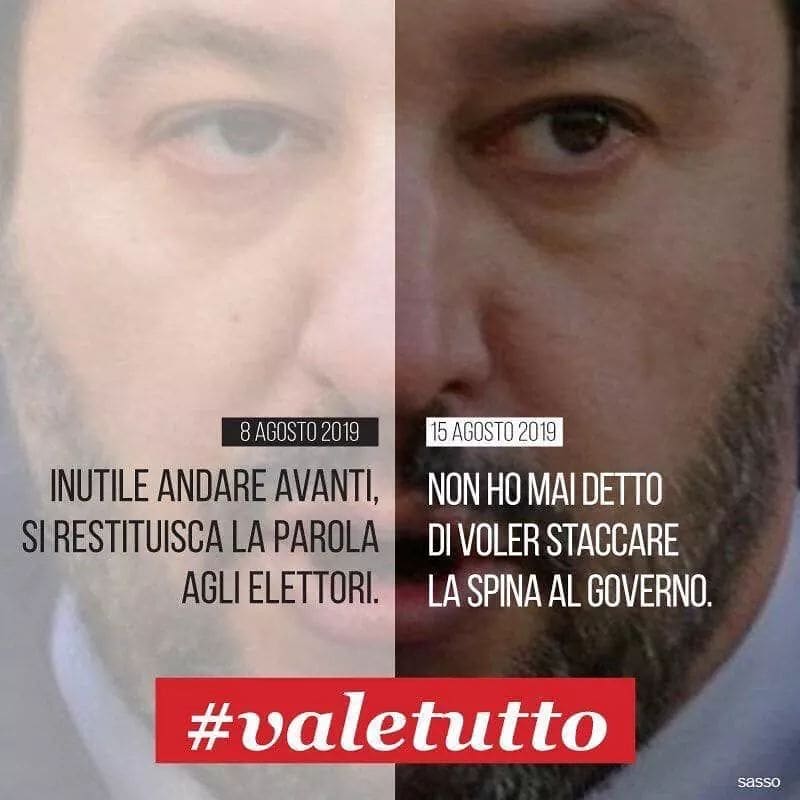 8 AGOSTO 2019
INUTILE ANDARE AVANTI,
SI RESTITUISCA LA PAROLA
AGLI ELETTORI.
15 AGOSTO 2019
NON HO MAI DETTO
DI VOLER STACCARE
LA SPINA AL GOVERNO.
#valetutto
sasso